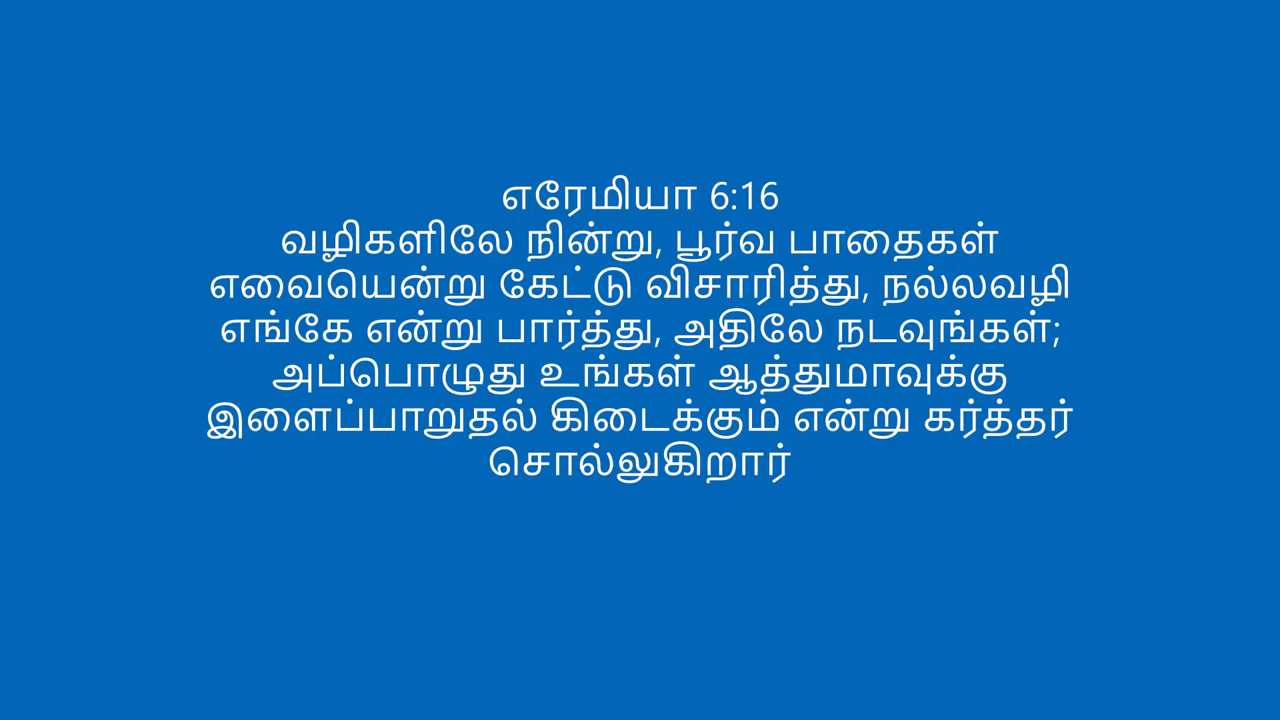 எரேமியா 6:16
வழிகளிலே நின்று, பூர்வ பாதைகள்
எவையென்று கேட்டு விசாரித்து, நல்லவழி
எங்கே என்று பார்த்து, அதிலே நடவுங்கள்;
அப்பொழுது உங்கள் ஆத்துமாவுக்கு
இளைப்பாறுதல் கிடைக்கும் என்று கர்த்தர்
சொல்லுகிறார்